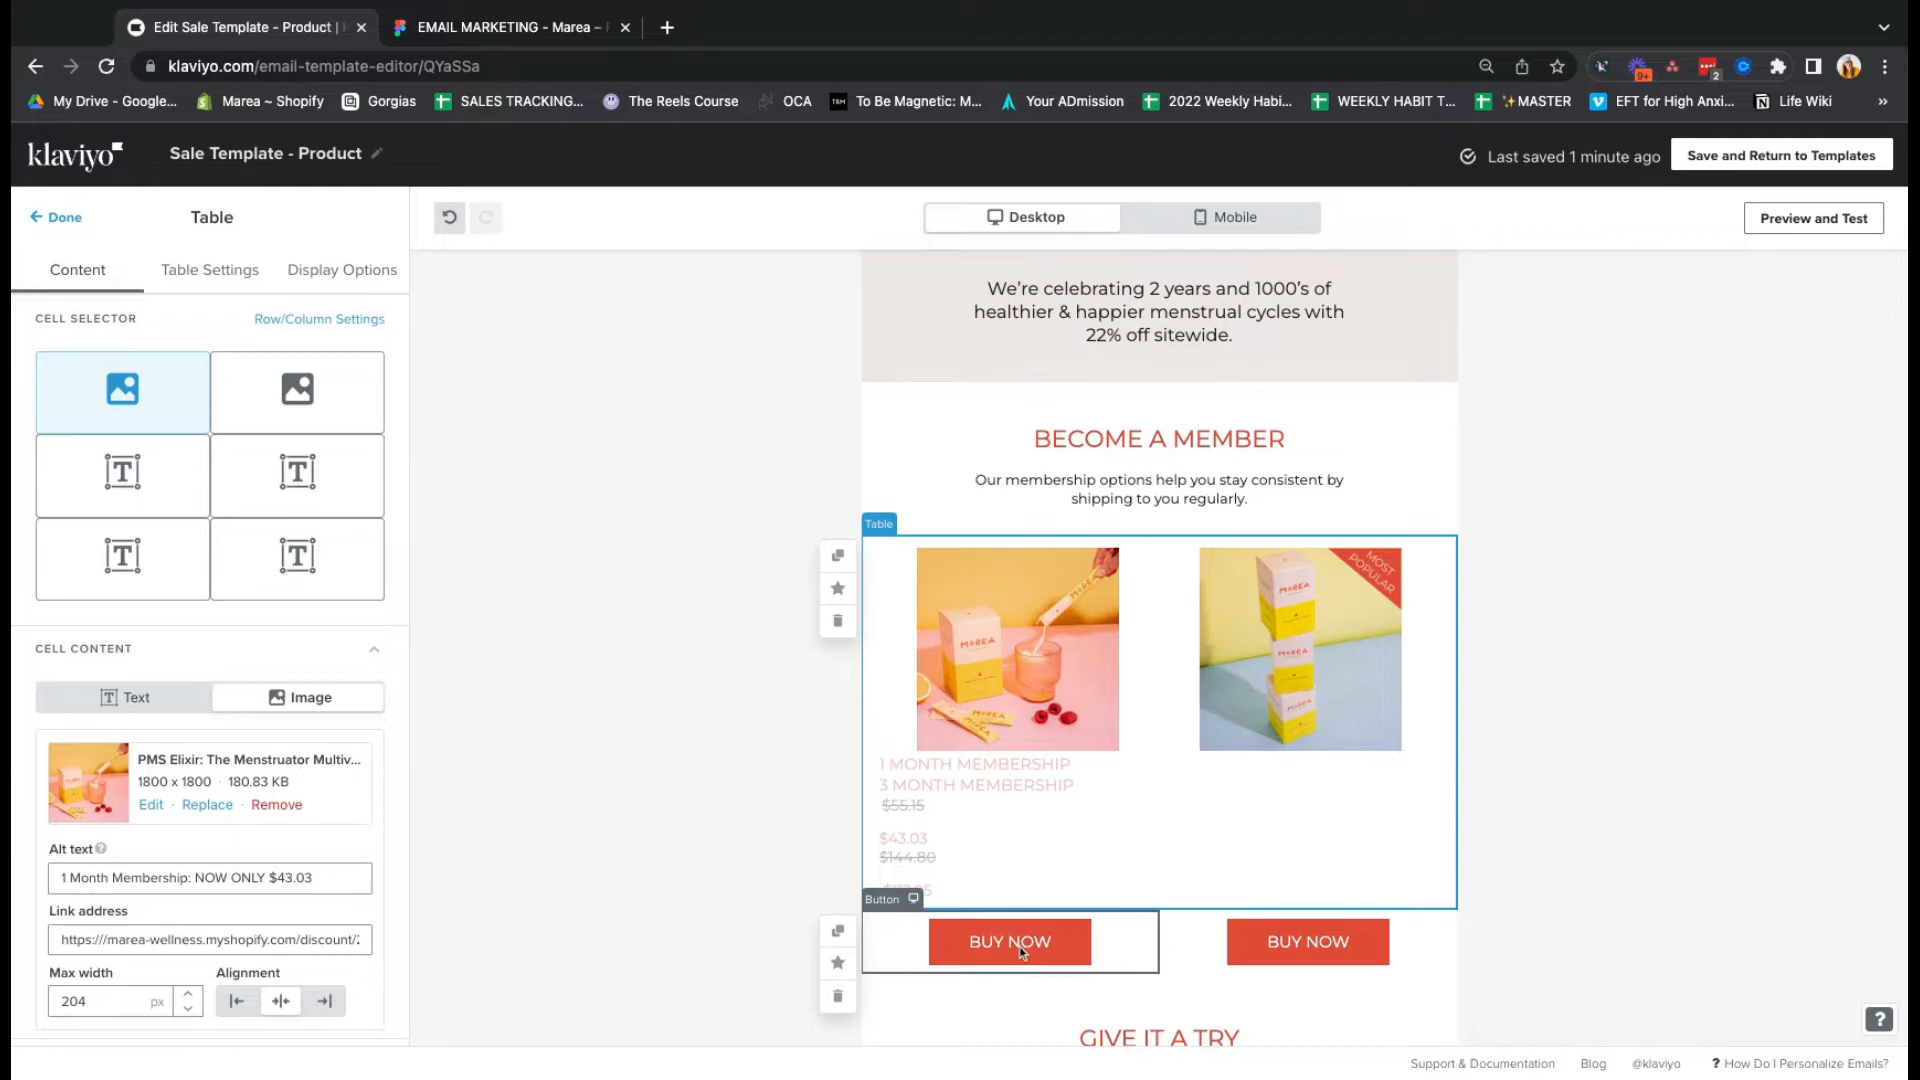 Edit Sale Template - Product |
EMAIL MARKETING - Marea –
klaviyo.com/email-template-editor/QYaSSa
9+
2
My Drive - Google...
Marea ~ Shopify
Gorgias
SALES TRACKING...
The Reels Course
OCA
To Be Magnetic: M...
Your ADmission
2022 Weekly Habi...
WEEKLY HABIT T...
✨MASTER
EFT for High Anxi...
Life Wiki
klaviyo
Sale Template - Product
Last saved 1 minute ago
Save and Return to Templates
Done
Table
Desktop
Mobile
Preview and Test
Content
Table Settings
Display Options
CELL SELECTOR
Row/Column Settings
CELL CONTENT
Text
Image
PMS Elixir: The Menstruator Multiv...
1800 x 1800 · 180.83 KB
Edit · Replace · Remove
Alt text
1 Month Membership: NOW ONLY $43.03
Link address
https:///marea-wellness.myshopify.com/discount/
Max width
Alignment
204 px
We're celebrating 2 years and 1000's of
healthier & happier menstrual cycles with
22% off sitewide.
BECOME A MEMBER
Our membership options help you stay consistent by
shipping to you regularly.
Table
MAREA
MAREA
MOST
POPULAR
MAREA
MAREA
MAREA
1 MONTH MEMBERSHIP
3 MONTH MEMBERSHIP
$55.15
$43.03
$144.80
Button
BUY NOW
BUY NOW
GIVE IT A TRY
?
Support & Documentation
Blog
@klaviyo
? How Do I Personalize Emails?